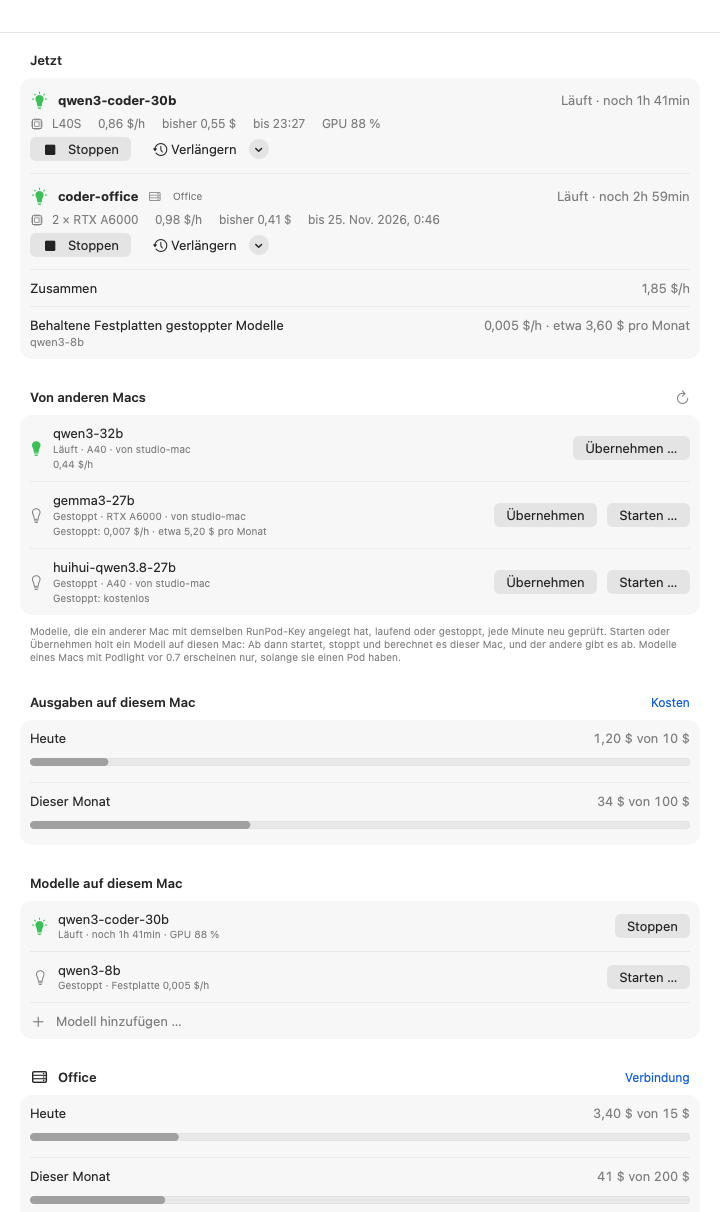 Jetzt
qwen3-coder-30b
Läuft · noch 1h 41min
L40S 0,86 $/h bisher 0,55 $ bis 23:27 GPU 88 %
Stoppen Verlängern
coder-office Office
Läuft · noch 2h 59min
2 × RTX A6000 0,98 $/h bisher 0,41 $ bis 25. Nov. 2026, 0:46
Stoppen Verlängern
Zusammen 1,85 $/h
Behaltene Festplatten gestoppter Modelle 0,005 $/h · etwa 3,60 $ pro Monat
qwen3-8b
Von anderen Macs
qwen3-32b
Läuft · A40 · von studio-mac
0,44 $/h
Übernehmen ...
gemma3-27b
Gestoppt · RTX A6000 · von studio-mac
Gestoppt: 0,007 $/h · etwa 5,20 $ pro Monat
Übernehmen Starten ...
huihui-qwen3.8-27b
Gestoppt · A40 · von studio-mac
Gestoppt: kostenlos
Übernehmen Starten ...
Modelle, die ein anderer Mac mit demselben RunPod-Key angelegt hat, laufend oder gestoppt, jede Minute neu geprüft. Starten oder
Übernehmen holt ein Modell auf diesen Mac: Ab dann startet, stoppt und berechnet es dieser Mac, und der andere gibt es ab. Modelle
eines Macs mit Podlight vor 0.7 erscheinen nur, solange sie einen Pod haben.
Ausgaben auf diesem Mac Kosten
Heute 1,20 $ von 10 $
Dieser Monat 34 $ von 100 $
Modelle auf diesem Mac
qwen3-coder-30b
Läuft · noch 1h 41min · GPU 88 %
Stoppen
qwen3-8b
Gestoppt · Festplatte 0,005 $/h
Starten ...
Modell hinzufügen ...
Office Verbindung
Heute 3,40 $ von 15 $
Dieser Monat 41 $ von 200 $